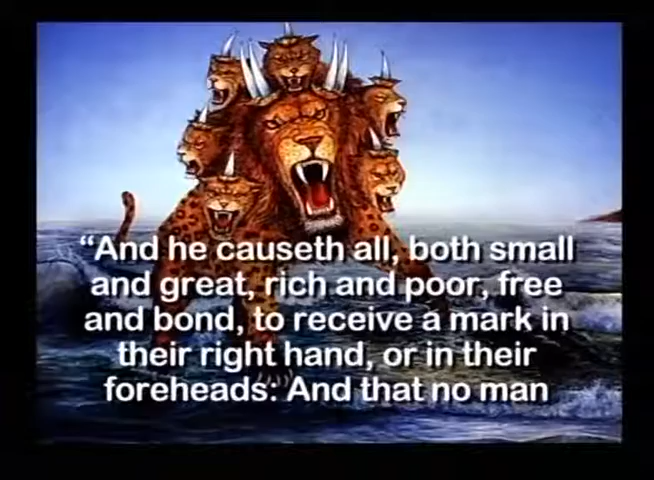 “And he causeth all, both small
and great, rich and poor, free
and bond, to receive a mark in
their right hand, or in their
foreheads: And that no man